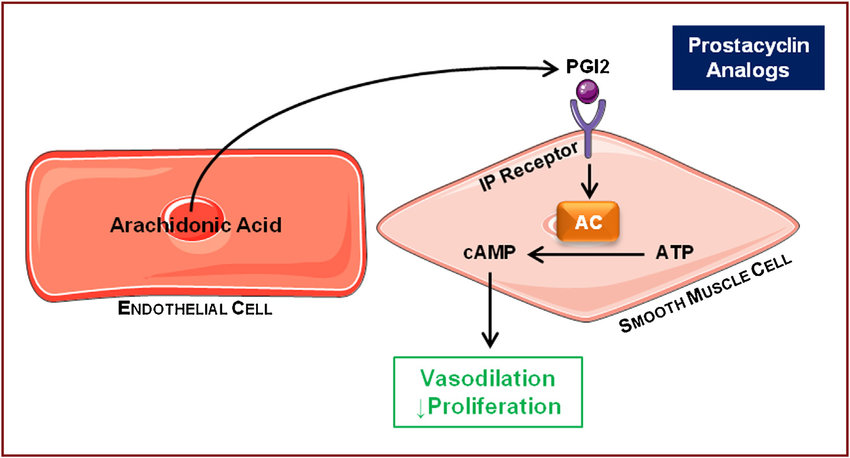 Prostacyclin
Analogs
PGI2
IP Receptor
Arachidonic Acid
AC
cAMP
ATP
ENDOTHELIAL CELL
SMOOTH MUSCLE CELL
Vasodilation
↓Proliferation